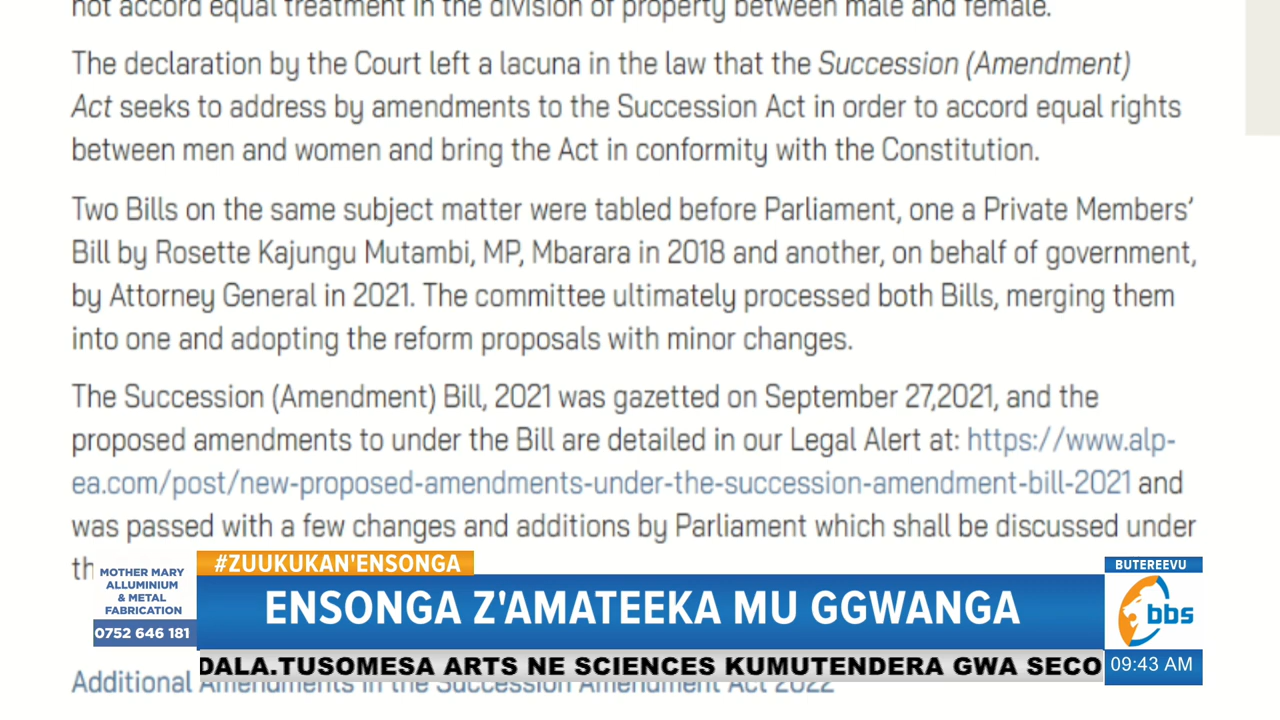 not accord equal treatment in the division of property between male and female.
The declaration by the Court left a lacuna in the law that the Succession (Amendment)
Act seeks to address by amendments to the Succession Act in order to accord equal rights
between men and women and bring the Act in conformity with the Constitution.
Two Bills on the same subject matter were tabled before Parliament, one a Private Members'
Bill by Rosette Kajungu Mutambi, MP, Mbarara in 2018 and another, on behalf of government,
by Attorney General in 2021. The committee ultimately processed both Bills, merging them
into one and adopting the reform proposals with minor changes.
The Succession (Amendment) Bill, 2021 was gazetted on September 27,2021, and the
proposed amendments to under the Bill are detailed in our Legal Alert at: https://www.alp-
ea.com/post/new-proposed-amendments-under-the-succession-amendment-bill-2021 and
was passed with a few changes and additions by Parliament which shall be discussed under
#ZUUKUKAN'ENSONGA
MOTHER MARY
ALLUMINIUM
& METAL
FABRICATION
0752 646 181
ENSONGA Z'AMATEEKA MU GGWANGA
BUTEREEVU
bbs
09:43 AM
DALA.TUSOMESA ARTS NE SCIENCES KUMUTENDERA GWA SECO
Additional Amendments in the Succession Amendment Act 2022